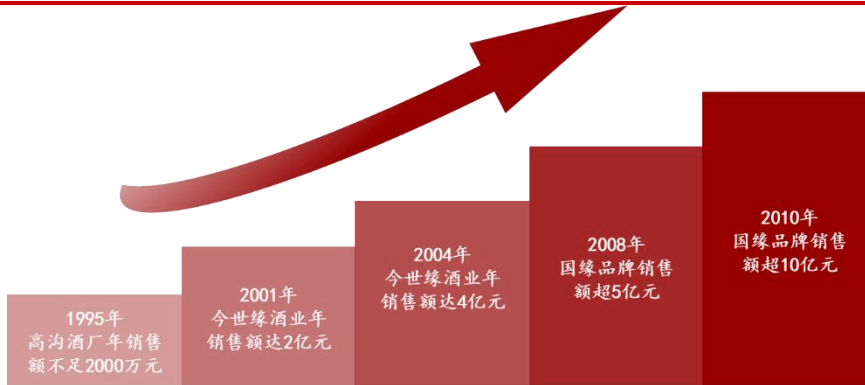 1995年
高沟酒厂年销售
额不足2000万元
2001年
今世缘酒业年
销售额达2亿元
2004年
今世缘酒业年
销售额达4亿元
2008年
国缘品牌销售
额超5亿元
2010年
国缘品牌销售
额超10亿元